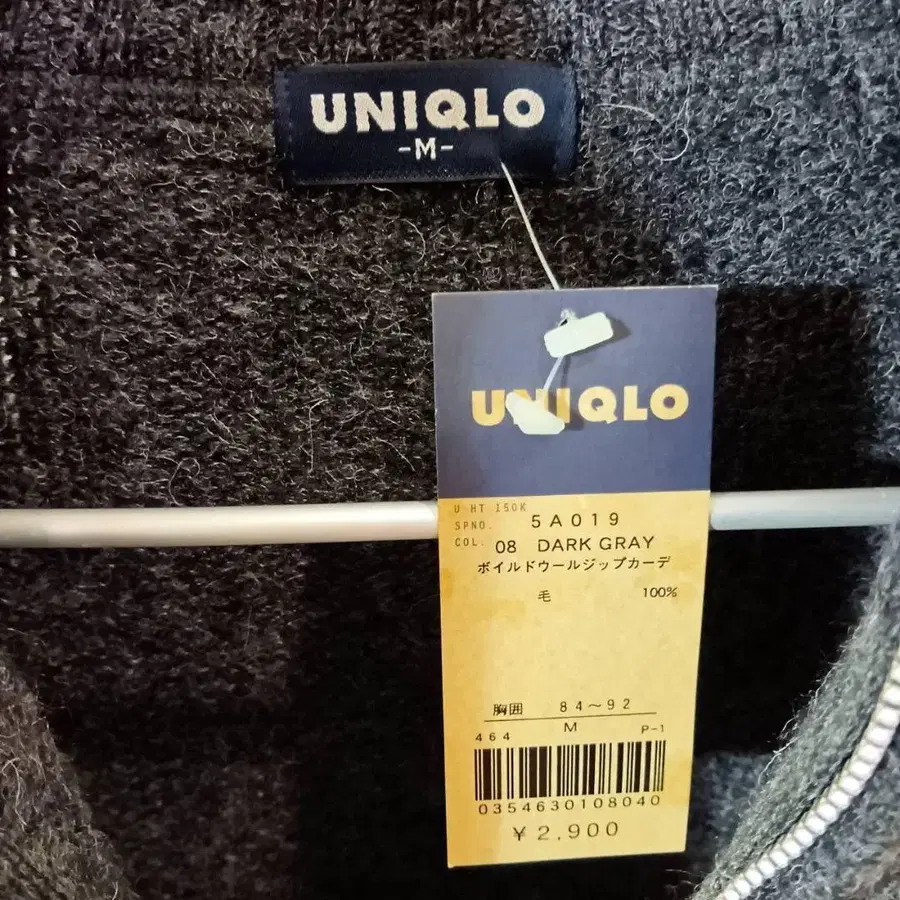 UNIQLO
-M-
UNIQLO
U HT 150K
SPNO. 5A019
COL. 08 DARK GRAY
ボイルドウールジップカーデ
毛 100%
胸囲 84～92
M
464 P-1
0354630108040
¥2,900